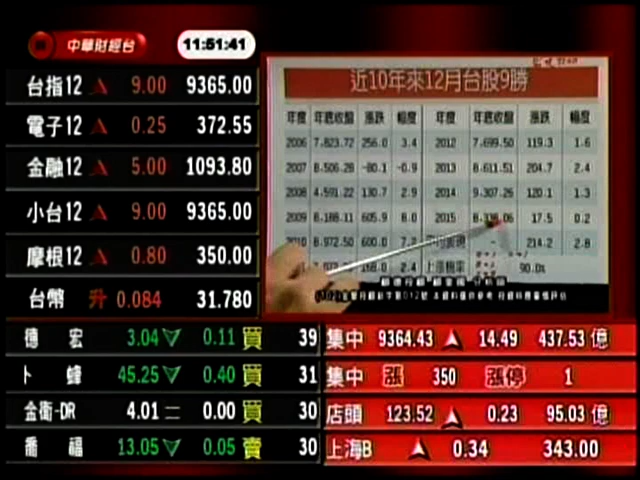 中華財經台 11:51:41
台指12 9.00 9365.00
電子12 0.25 372.55
金融12 5.00 1093.80
小台12 9.00 9365.00
摩根12 0.80 350.00
台幣 升 0.084 31.780
近10年來12月台股9勝
年度 年底收盤 漲跌 幅度 年度 年底收盤 漲跌 幅度
2006 7,823.72 256.0 3.4 2012 7,699.50 119.3 1.6
2007 8,506.28 -80.1 -0.9 2013 8,611.51 204.7 2.4
2008 4,591.22 130.7 2.9 2014 9,307.26 120.1 1.3
2009 8,188.11 605.9 8.0 2015 17.5 0.2
8,972.50 600.0 - 214.2 2.8
168.0 2.4 上漲機率 90.0%
德宏 3.04 0.11 買 39
卜蜂 45.25 0.40 買 31
金衛-DR 4.01 0.00 買 30
喬福 13.05 0.05 賣 30
集中 9364.43 14.49 437.53 億
集中 漲 350 漲停 1
店頭 123.52 0.23 95.03 億
上海B 0.34 343.00